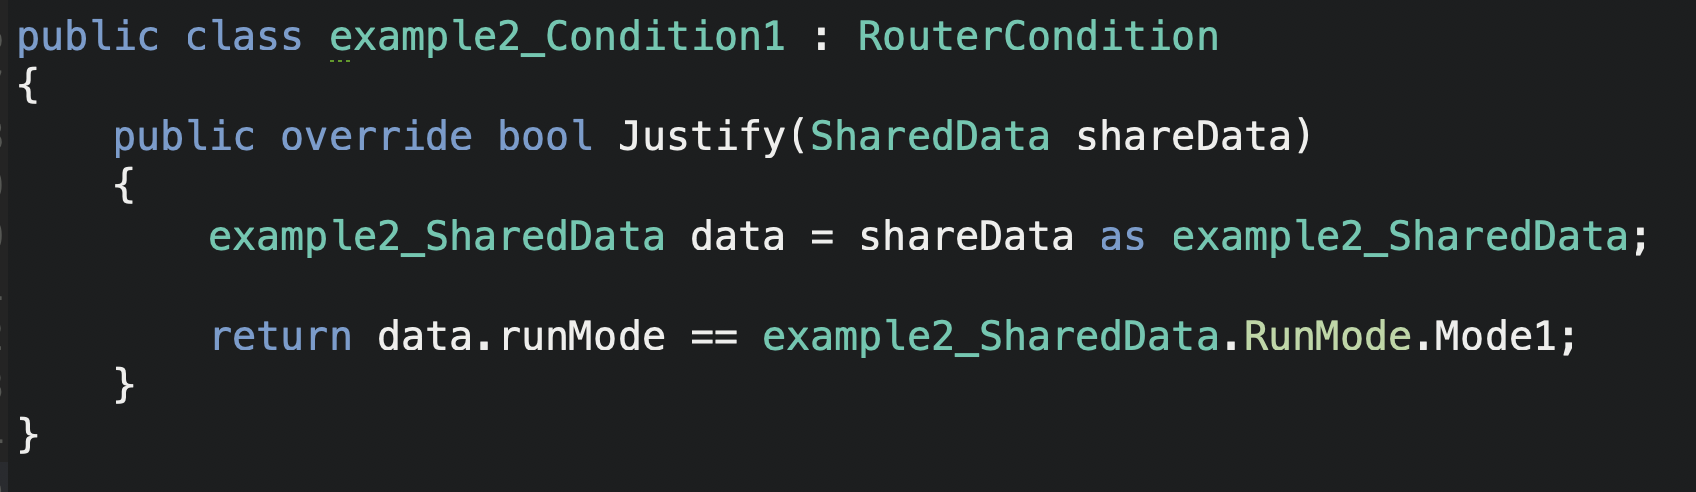 public class example2_Condition1 : RouterCondition
{
    public override bool Justify(SharedData shareData)
    {
        example2_SharedData data = shareData as example2_SharedData;

        return data.runMode == example2_SharedData.RunMode.Mode1;
    }
}